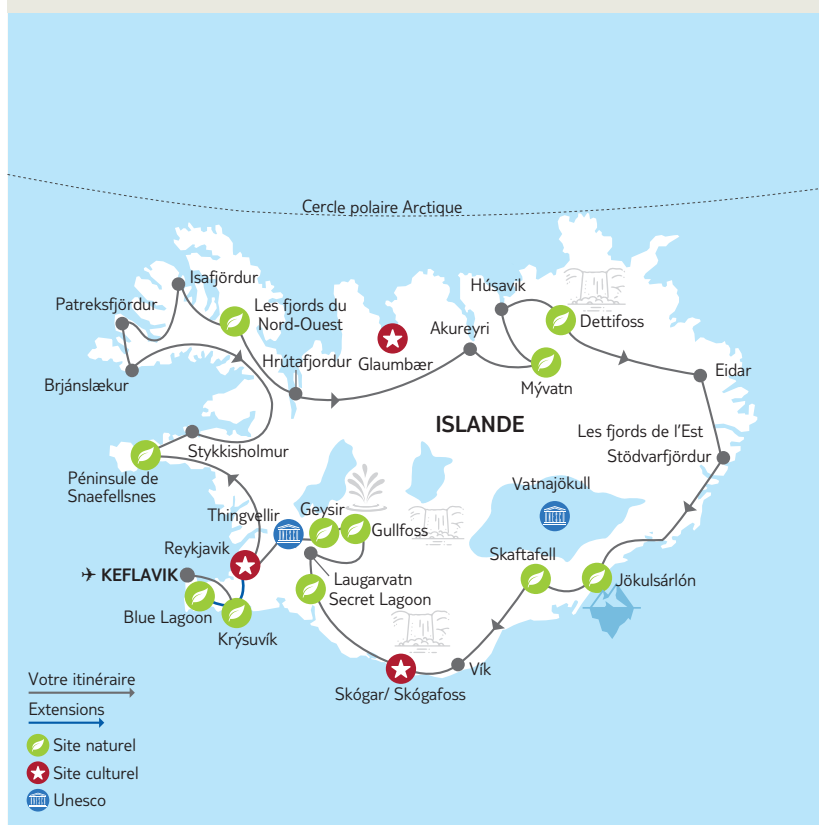 Cercle polaire Arctique
Isafjördur
Patreksfjördur
Les fjords du
Nord-Ouest
Húsavik
Dettifoss
Akureyri
Hrútafjordur
Glaumbær
Brjánslækur
Mývatn
Eidar
ISLANDE
Les fjords de l'Est
Stödvarfjördur
Stykkisholmur
Péninsule de
Snaefellsnes
Vatnajökull
Thingvellir
Geysir
Gullfoss
Reykjavik
Skaftafell
KEFLAVIK
Laugarvatn
Secret Lagoon
Jökulsárlón
Blue Lagoon
Krýsuvík
Vík
Skógar/ Skógafoss
Votre itinéraire
Extensions
Site naturel
Site culturel
Unesco